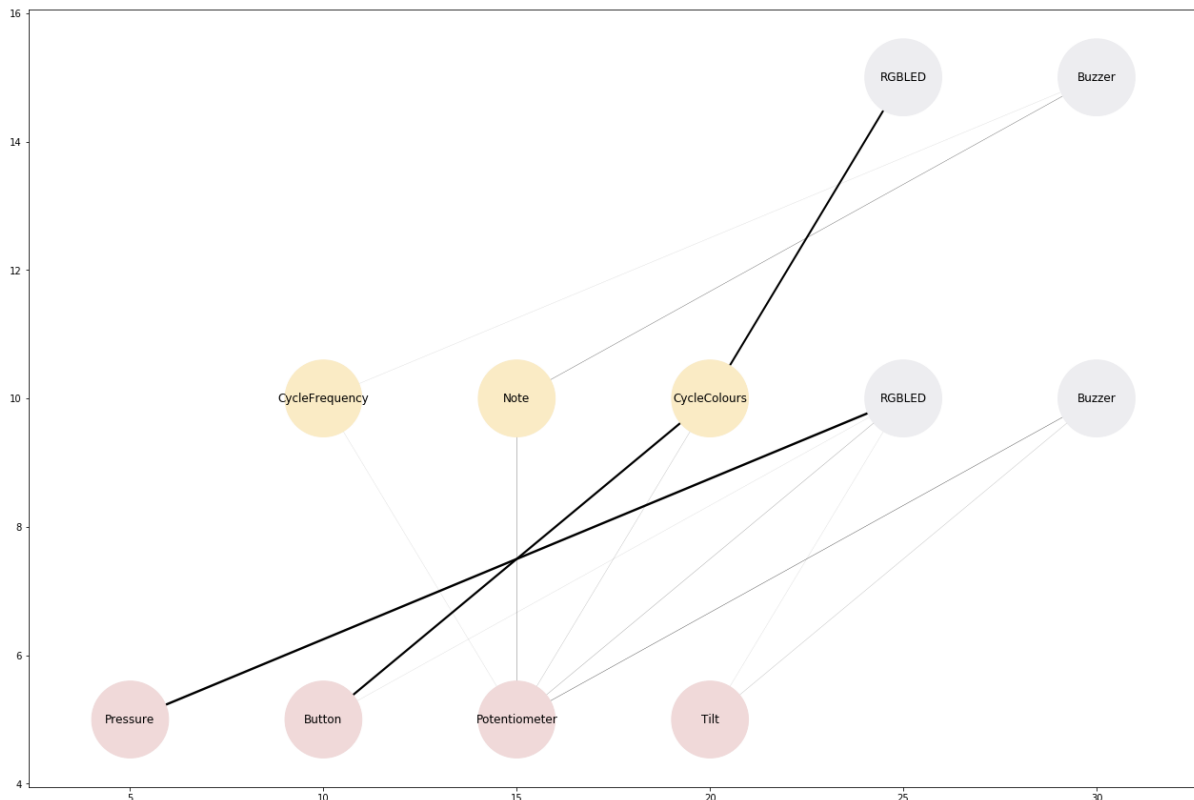 16
RGBLED
Buzzer
14
12
CycleFrequency
Note
CycleColours
RGBLED
Buzzer
10
8
6
Pressure
Button
Potentiometer
Tilt
4
5
10
15
20
25
30